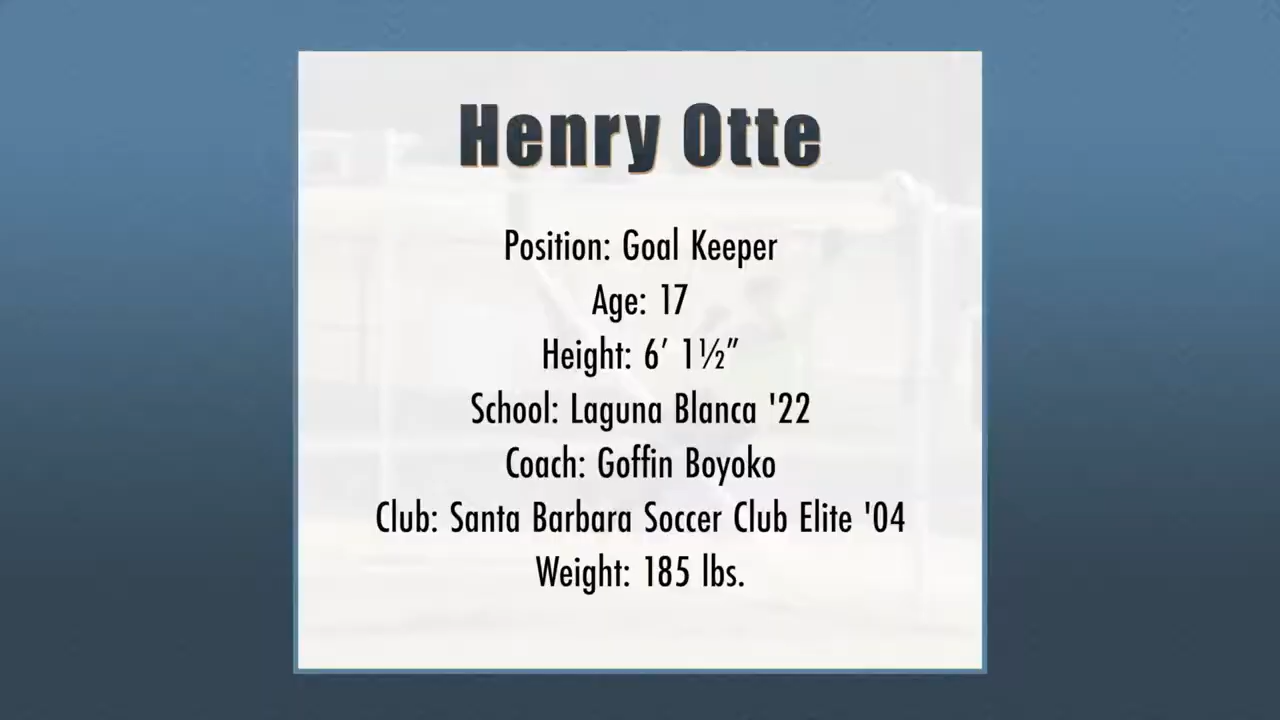 Henry Otte
Position: Goal Keeper
Age: 17
Height: 6′ 1½″
School: Laguna Blanca '22
Coach: Goffin Boyoko
Club: Santa Barbara Soccer Club Elite '04
Weight: 185 lbs.